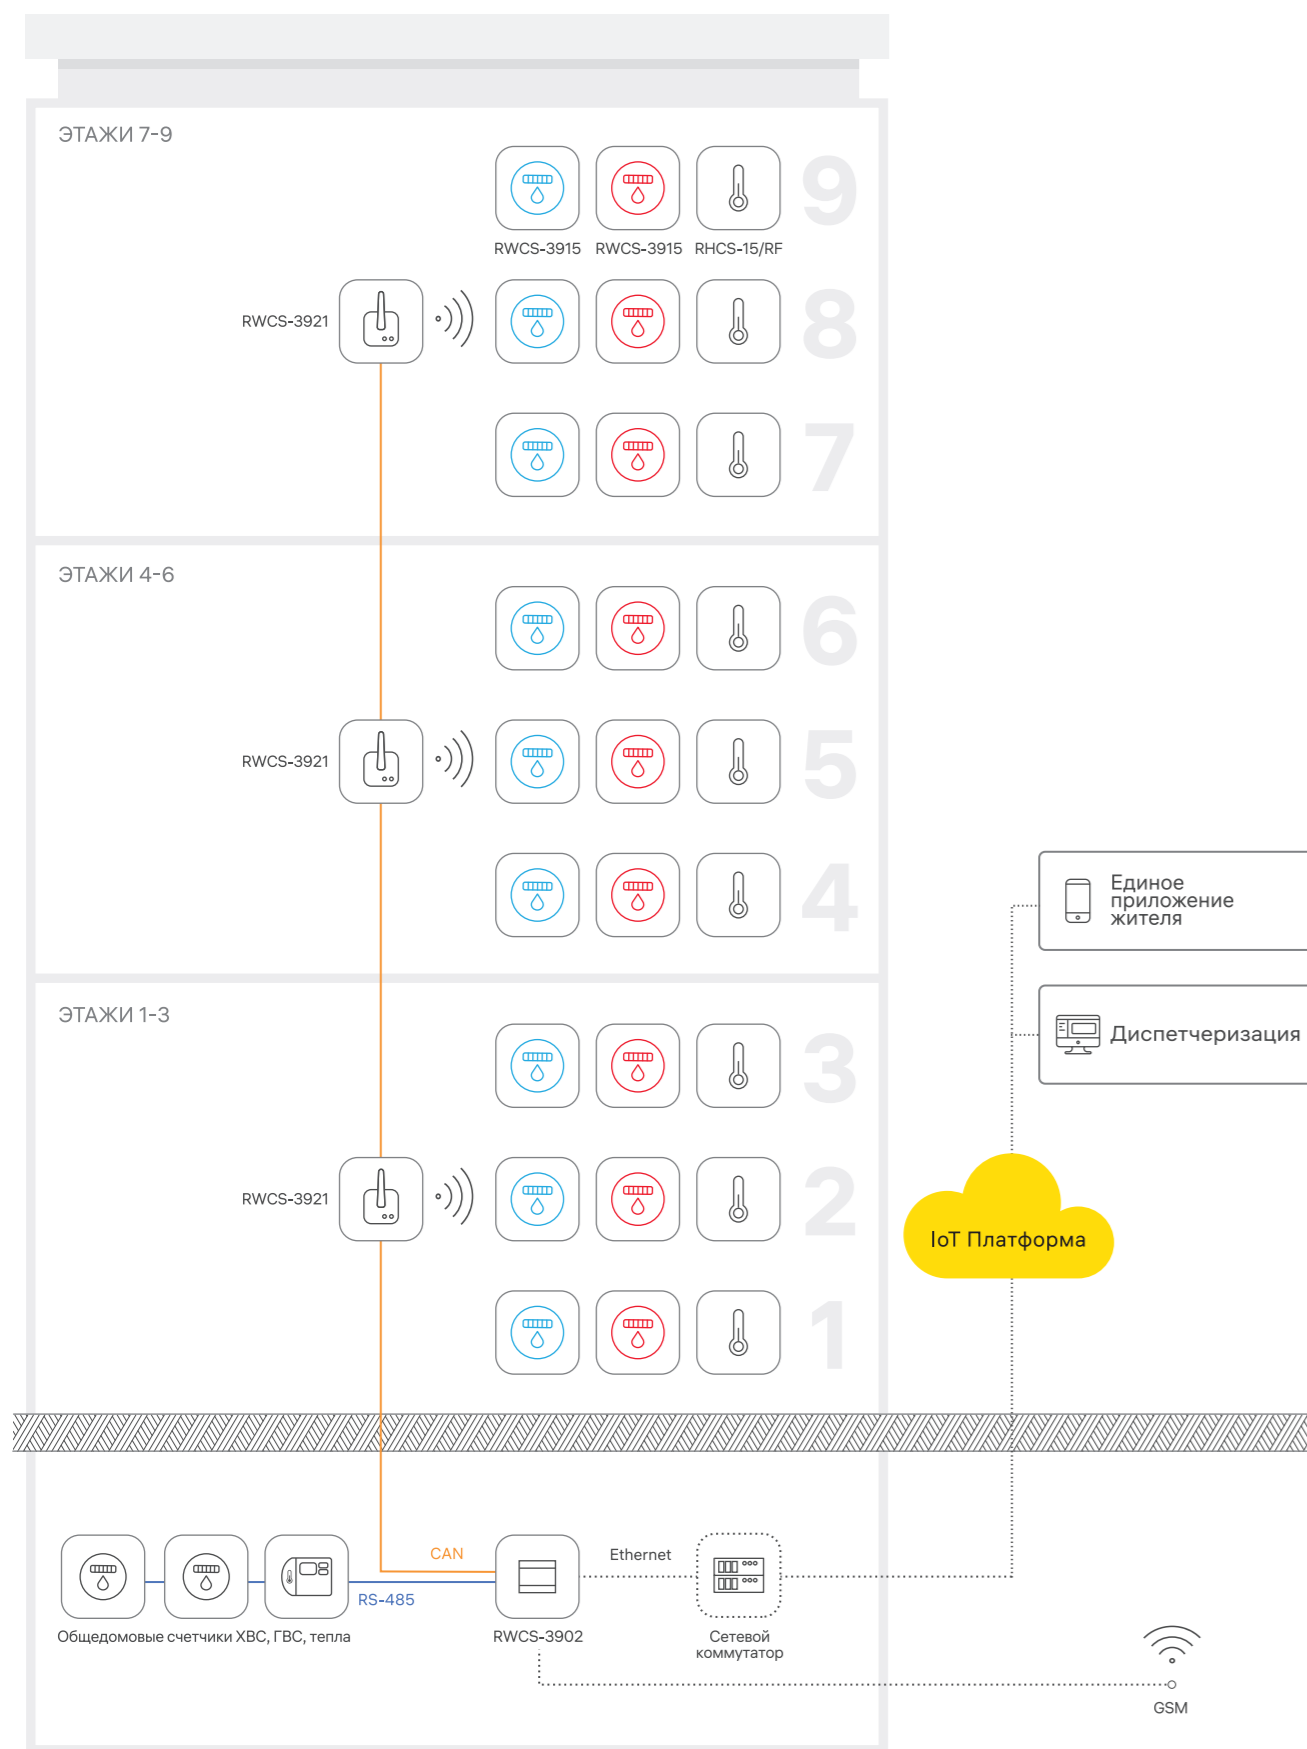 ЭТАЖИ 7-9
9
RWCS-3915
RWCS-3915
RHCS-15/RF
RWCS-3921
8
7
ЭТАЖИ 4-6
6
RWCS-3921
5
4
Единое
приложение
жителя
ЭТАЖИ 1-3
3
Диспетчеризация
RWCS-3921
2
IoT Платформа
1
CAN
Ethernet
RS-485
Общедомовые счетчики ХВС, ГВС, тепла
RWCS-3902
Сетевой
коммутатор
GSM